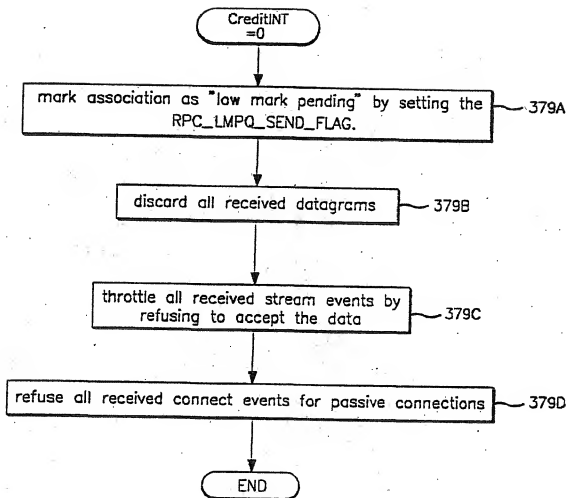 CreditINT
=0
mark association as "low mark pending" by setting the
RPC_LMPQ_SEND_FLAG.
379A
discard all received datagrams
379B
throttle all received stream events by
refusing to accept the data
379C
refuse all received connect events for passive connections
379D
END